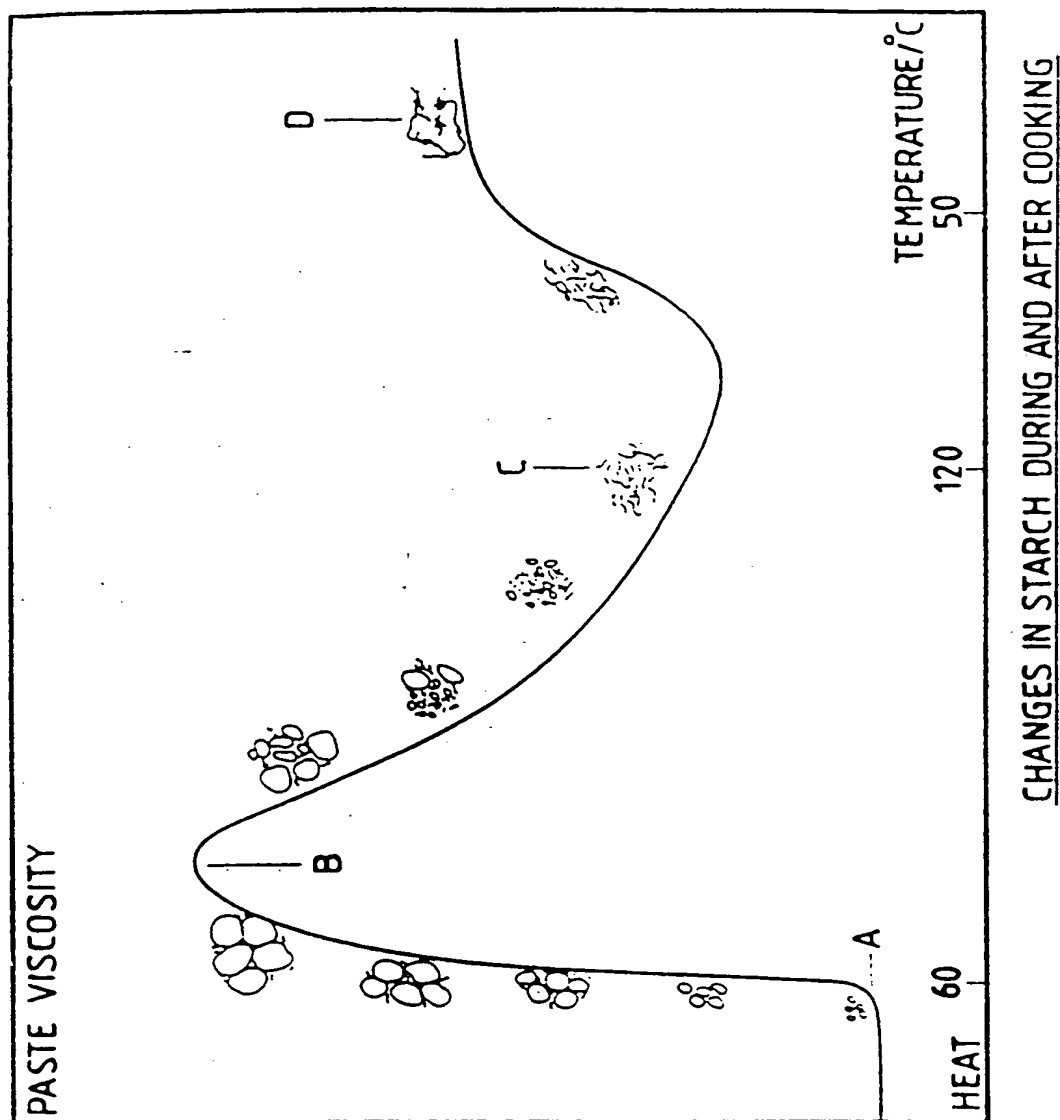 PASTE VISCOSITY
B
C
D
A
HEAT
60
120
50
TEMPERATURE/°C
CHANGES IN STARCH DURING AND AFTER COOKING